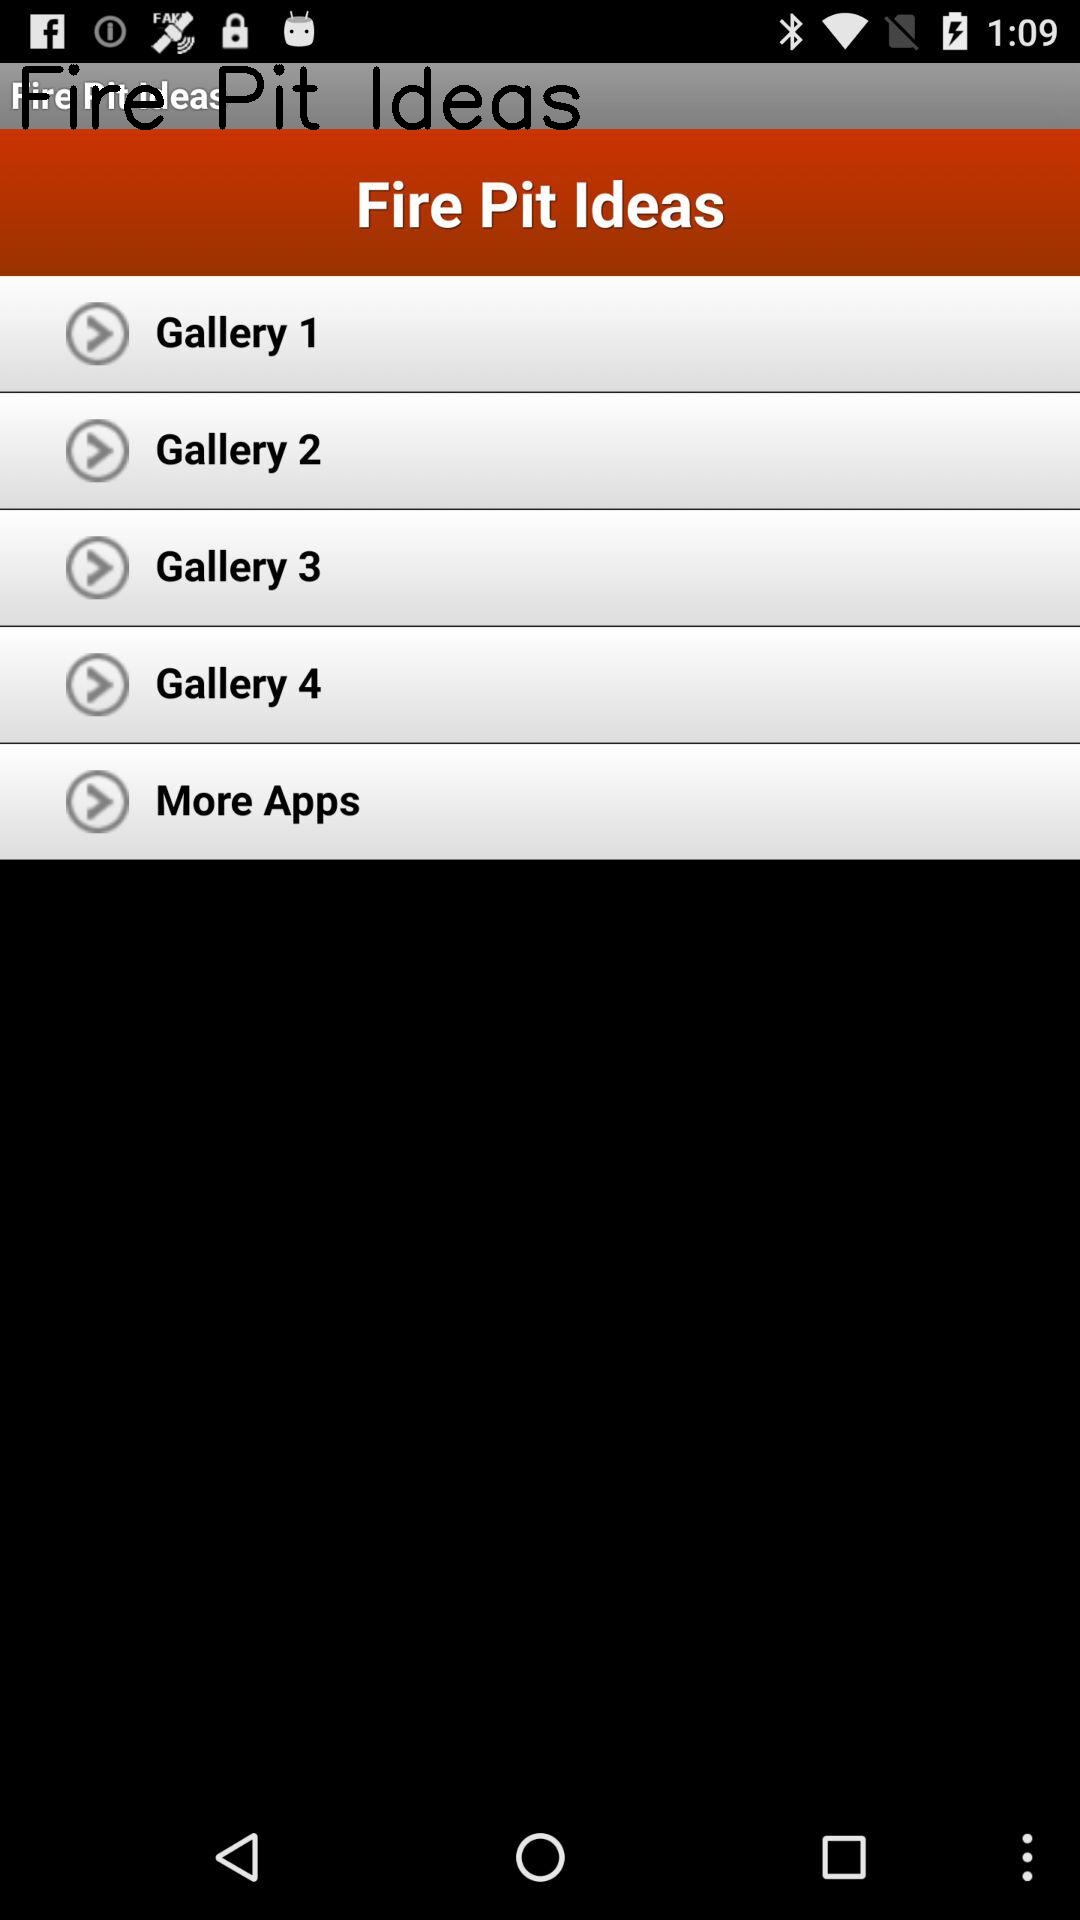 FAKE
1:09
Fire Pit Ideas
Fire Pit Ideas
Fire Pit Ideas
Gallery 1
Gallery 2
Gallery 3
Gallery 4
More Apps